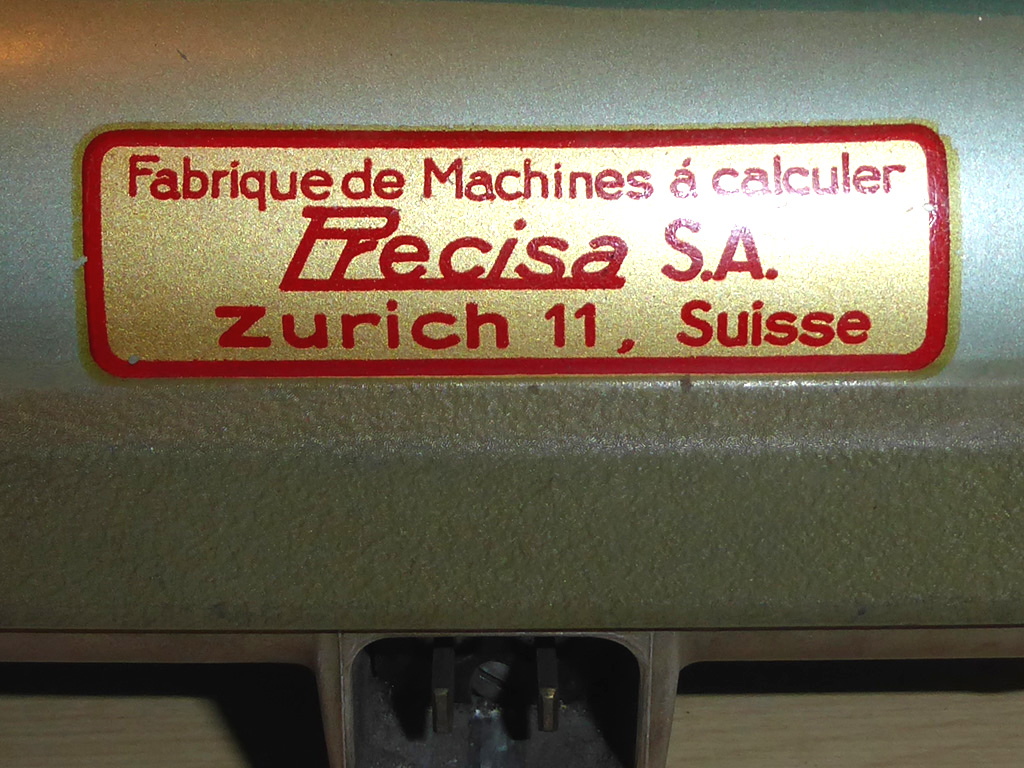 Fabrique de Machines á calculer
Precisa S.A.
Zurich 11, Suisse